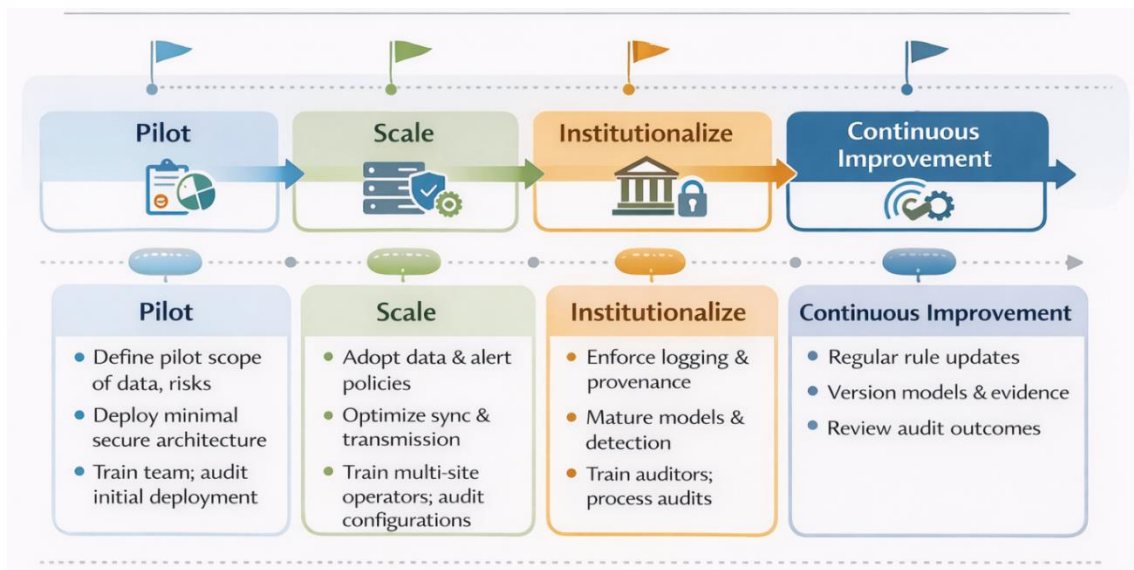 Pilot
Scale
Institutionalize
Continuous
Improvement
Pilot
• Define pilot scope
of data, risks
• Deploy minimal
secure architecture
• Train team; audit
initial deployment
Scale
• Adopt data & alert
policies
• Optimize sync &
transmission
• Train multi-site
operators; audit
configurations
Institutionalize
• Enforce logging &
provenance
• Mature models &
detection
• Train auditors;
process audits
Continuous Improvement
• Regular rule updates
• Version models & evidence
• Review audit outcomes